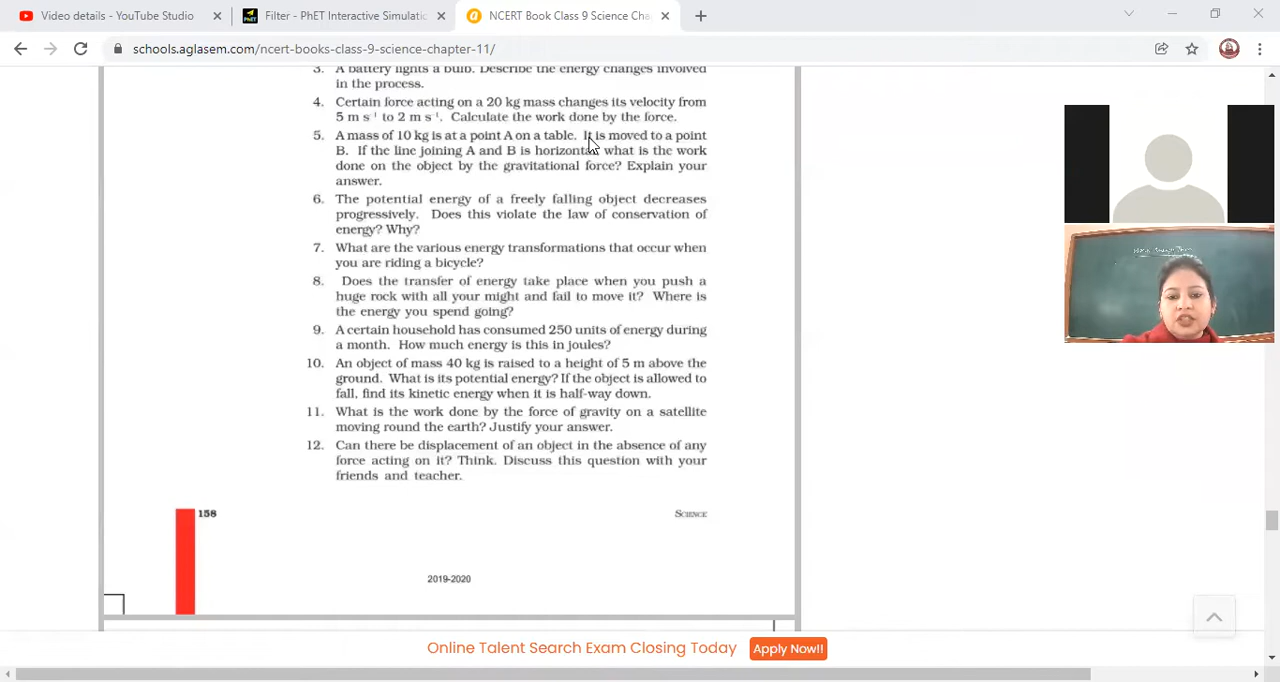 Video details - YouTube Studio
Filter - PhET Interactive Simulatio
NCERT Book Class 9 Science Cha
schools.aglasem.com/ncert-books-class-9-science-chapter-11/
3. A battery lights a bulb. Describe the energy changes involved
in the process.
4. Certain force acting on a 20 kg mass changes its velocity from
5 m s⁻¹ to 2 m s⁻¹. Calculate the work done by the force.
5. A mass of 10 kg is at a point A on a table. It is moved to a point
B. If the line joining A and B is horizontal, what is the work
done on the object by the gravitational force? Explain your
answer.
6. The potential energy of a freely falling object decreases
progressively. Does this violate the law of conservation of
energy? Why?
7. What are the various energy transformations that occur when
you are riding a bicycle?
8. Does the transfer of energy take place when you push a
huge rock with all your might and fail to move it? Where is
the energy you spend going?
9. A certain household has consumed 250 units of energy during
a month. How much energy is this in joules?
10. An object of mass 40 kg is raised to a height of 5 m above the
ground. What is its potential energy? If the object is allowed to
fall, find its kinetic energy when it is half-way down.
11. What is the work done by the force of gravity on a satellite
moving round the earth? Justify your answer.
12. Can there be displacement of an object in the absence of any
force acting on it? Think. Discuss this question with your
friends and teacher.
158
SCIENCE
2019-2020
Online Talent Search Exam Closing Today
Apply Now!!